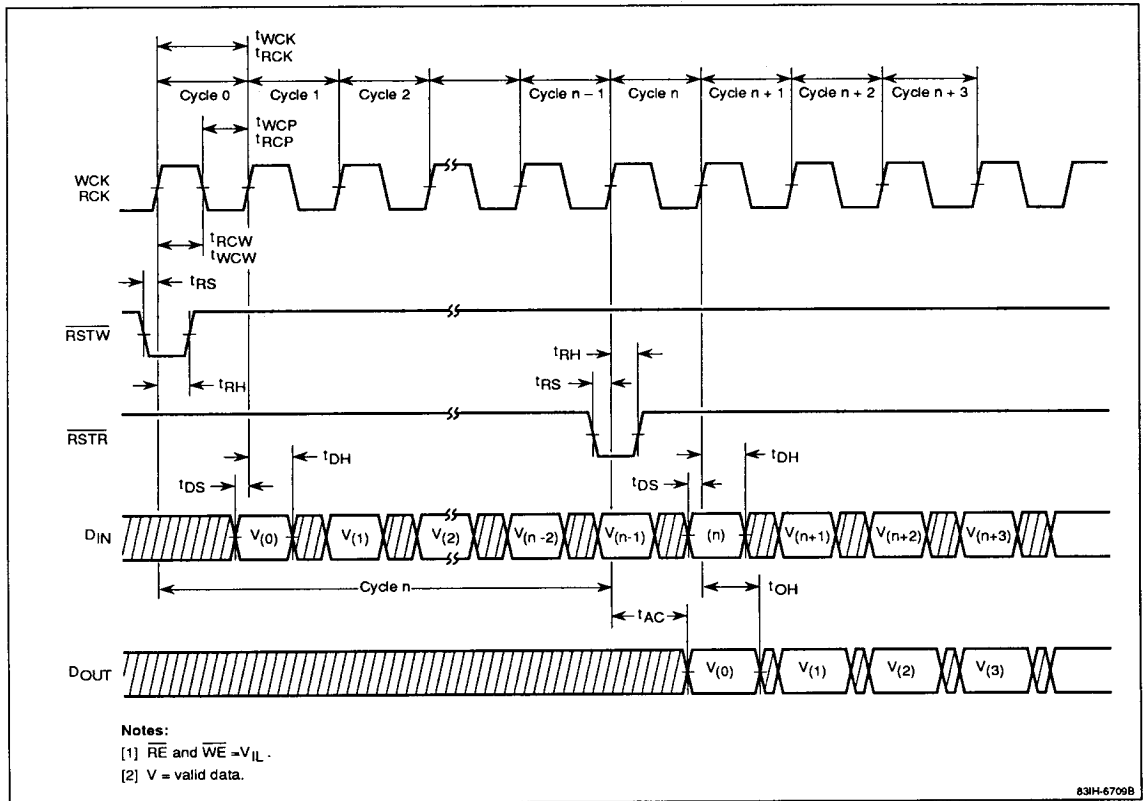 tWCK
tRCK
Cycle 0 Cycle 1 Cycle 2 Cycle n – 1 Cycle n Cycle n + 1 Cycle n + 2 Cycle n + 3
tWCP
tRCP
WCK
RCK
tRCW
tWCW
tRS
RSTW
tRH
tRH
tRS
RSTR
tDH
tDH
tDS
tDS
DIN V(0) V(1) V(2) V(n -2) V(n-1) (n) V(n+1) V(n+2) V(n+3)
Cycle n
tOH
tAC
DOUT V(0) V(1) V(2) V(3)
Notes:
[1] RE and WE =VIL .
[2] V = valid data.
83IH-6709B